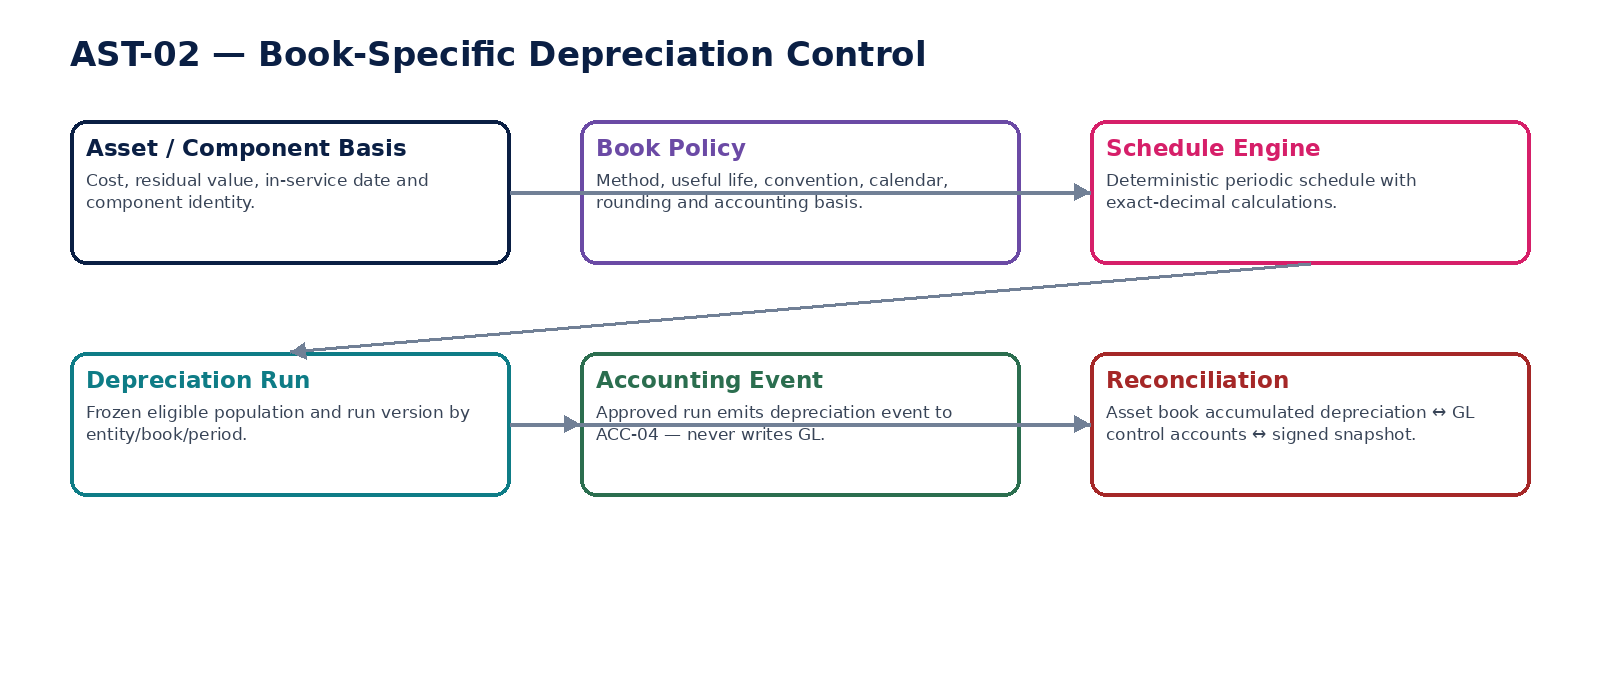 AST-02 — Book-Specific Depreciation Control
Asset / Component Basis
Cost, residual value, in-service date and
component identity.
Book Policy
Method, useful life, convention, calendar,
rounding and accounting basis.
Schedule Engine
Deterministic periodic schedule with
exact-decimal calculations.
Depreciation Run
Frozen eligible population and run version by
entity/book/period.
Accounting Event
Approved run emits depreciation event to
ACC-04 — never writes GL.
Reconciliation
Asset book accumulated depreciation ↔ GL
control accounts ↔ signed snapshot.